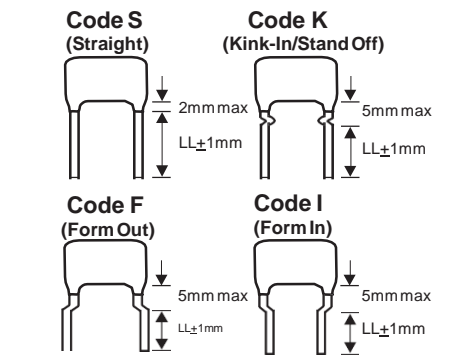 Code S
(Straight)
2mm max
LL±1mm
Code K
(Kink-In/Stand Off)
5mm max
LL±1mm
Code F
(Form Out)
5mm max
LL±1mm
Code I
(Form In)
5mm max
LL±1mm